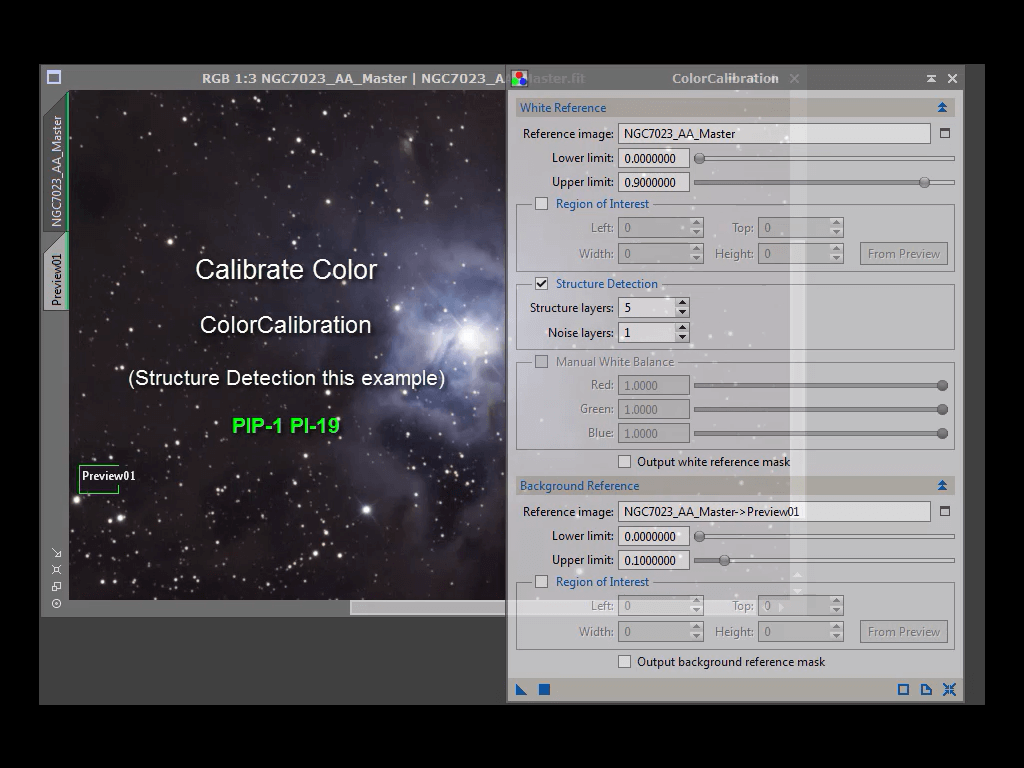 RGB 1:3 NGC7023_AA_Master | NGC7023_AA_Master.fit
NGC7023_AA_Master
Preview01
Calibrate Color
ColorCalibration
(Structure Detection this example)
PIP-1 PI-19
Preview01
ColorCalibration
White Reference
Reference image: NGC7023_AA_Master
Lower limit: 0.0000000
Upper limit: 0.9000000
Region of Interest
Left: 0 Top: 0
Width: 0 Height: 0 From Preview
Structure Detection
Structure layers: 5
Noise layers: 1
Manual White Balance
Red: 1.0000
Green: 1.0000
Blue: 1.0000
Output white reference mask
Background Reference
Reference image: NGC7023_AA_Master->Preview01
Lower limit: 0.0000000
Upper limit: 0.1000000
Region of Interest
Left: 0 Top: 0
Width: 0 Height: 0 From Preview
Output background reference mask